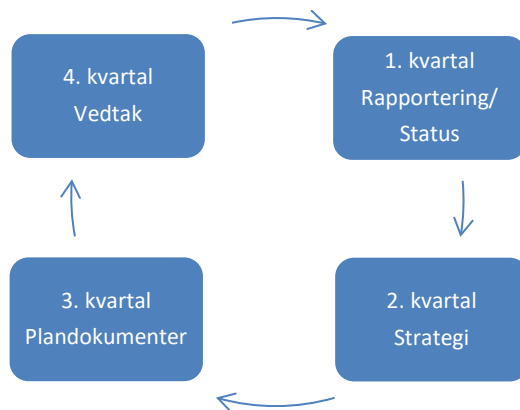 4. kvartal
Vedtak
1. kvartal
Rapportering/
Status
3. kvartal
Plandokumenter
2. kvartal
Strategi